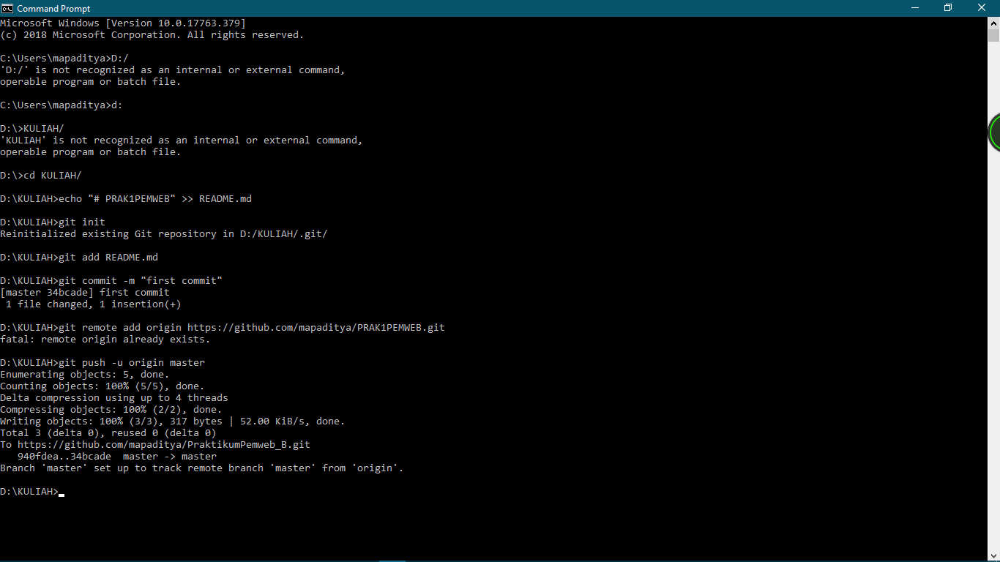 Command Prompt
Microsoft Windows [Version 10.0.17763.379]
(c) 2018 Microsoft Corporation. All rights reserved.
C:\Users\mapaditya>D:/
'D:/' is not recognized as an internal or external command,
operable program or batch file.
C:\Users\mapaditya>d:
D:\>KULIAH/
'KULIAH' is not recognized as an internal or external command,
operable program or batch file.
D:\>cd KULIAH/
D:\KULIAH>echo "# PRAK1PEMWEB" >> README.md
D:\KULIAH>git init
Reinitialized existing Git repository in D:/KULIAH/.git/
D:\KULIAH>git add README.md
D:\KULIAH>git commit -m "first commit"
[master 34bcade] first commit
 1 file changed, 1 insertion(+)
D:\KULIAH>git remote add origin https://github.com/mapaditya/PRAK1PEMWEB.git
fatal: remote origin already exists.
D:\KULIAH>git push -u origin master
Enumerating objects: 5, done.
Counting objects: 100% (5/5), done.
Delta compression using up to 4 threads
Compressing objects: 100% (2/2), done.
Writing objects: 100% (3/3), 317 bytes | 52.00 KiB/s, done.
Total 3 (delta 0), reused 0 (delta 0)
To https://github.com/mapaditya/PraktikumPemweb_B.git
   940fdea..34bcade  master -> master
Branch 'master' set up to track remote branch 'master' from 'origin'.
D:\KULIAH>